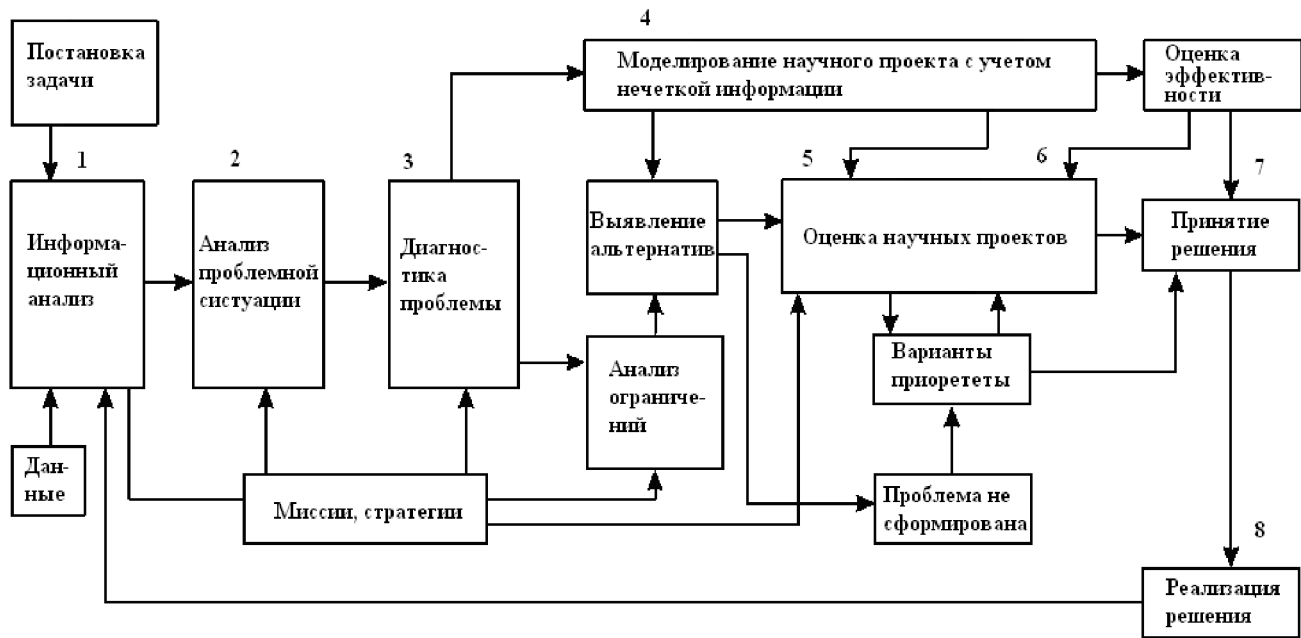 4
Постановка
задачи
Моделирование научного проекта с учетом
нечеткой информации
Оценка
эффектив-
ности
1
2
3
5
6
7
Информа-
ционный
анализ
Анализ
проблемной
систуации
Диагнос-
тика
проблемы
Выявление
альтернатив
Оценка научных проектов
Принятие
решения
Анализ
ограниче-
ний
Варианты
приорететы
Дан-
ные
Миссии, стратегии
Проблема не
сформирована
8
Реализация
решения